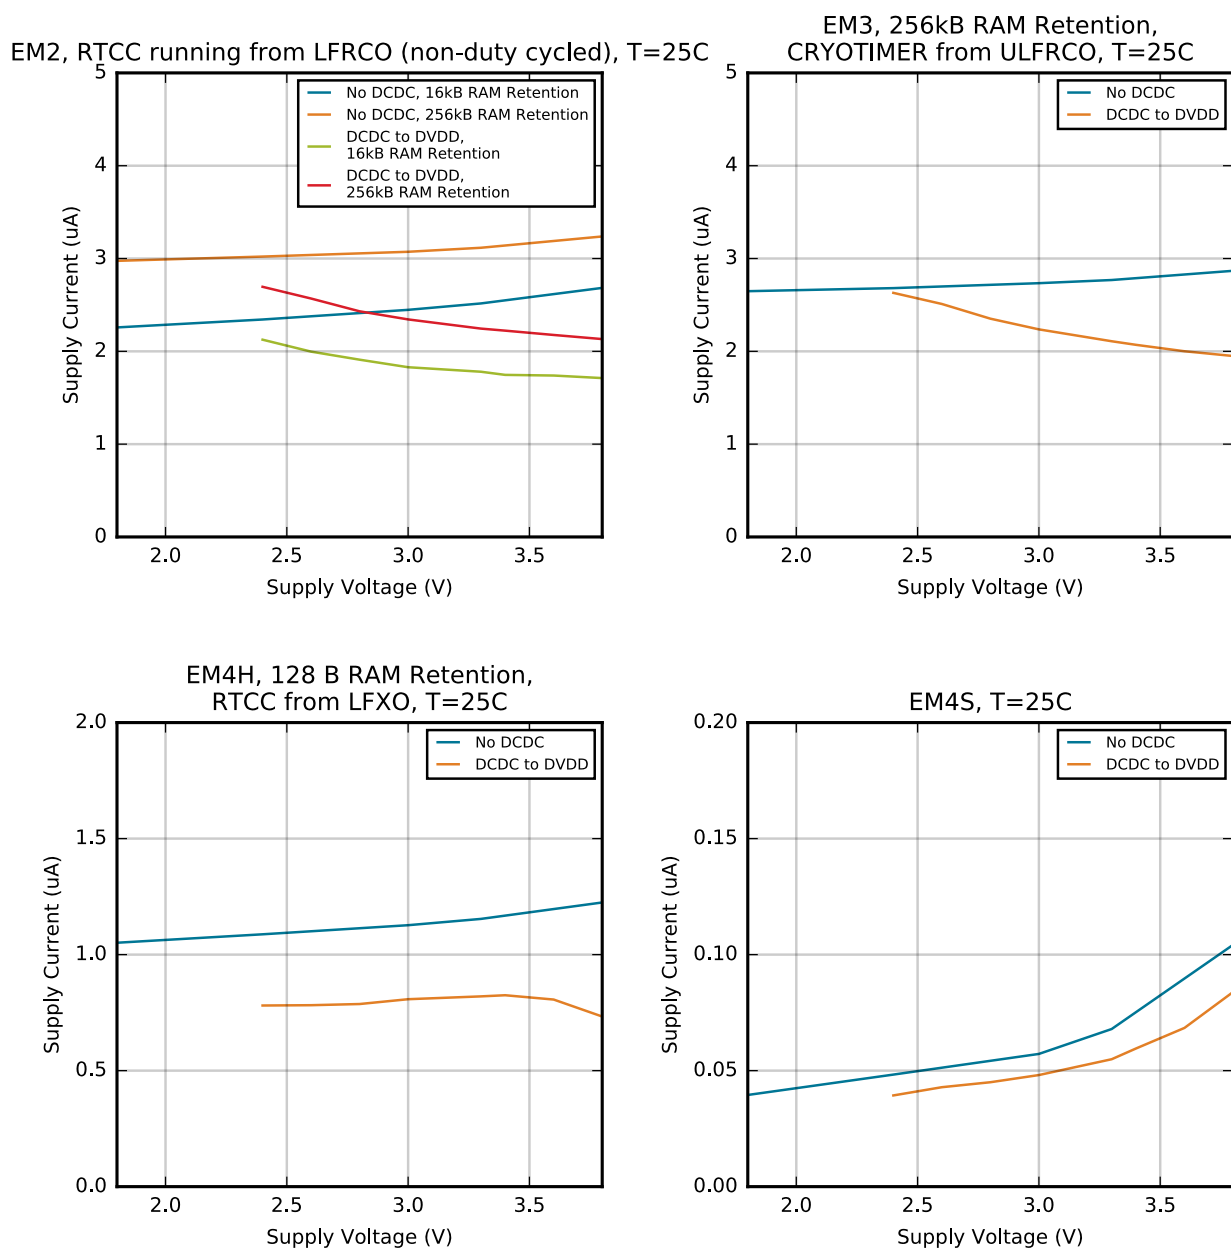 EM2, RTCC running from LFRCO (non-duty cycled), T=25C
5
4
3
2
1
0
Supply Current (uA)
No DCDC, 16kB RAM Retention
No DCDC, 256kB RAM Retention
DCDC to DVDD,
16kB RAM Retention
DCDC to DVDD,
256kB RAM Retention
2.0 2.5 3.0 3.5
Supply Voltage (V)
EM3, 256kB RAM Retention,
CRYOTIMER from ULFRCO, T=25C
5
4
3
2
1
0
Supply Current (uA)
No DCDC
DCDC to DVDD
2.0 2.5 3.0 3.5
Supply Voltage (V)
EM4H, 128 B RAM Retention,
RTCC from LFXO, T=25C
2.0
1.5
1.0
0.5
0.0
Supply Current (uA)
No DCDC
DCDC to DVDD
2.0 2.5 3.0 3.5
Supply Voltage (V)
EM4S, T=25C
0.20
0.15
0.10
0.05
0.00
Supply Current (uA)
No DCDC
DCDC to DVDD
2.0 2.5 3.0 3.5
Supply Voltage (V)